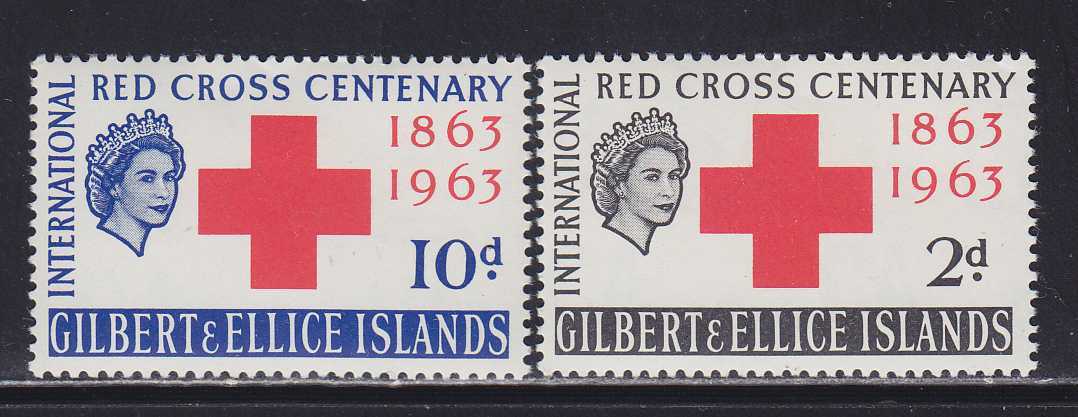 INTERNATIONAL
RED CROSS CENTENARY
1863
1963
10d.
GILBERT & ELLICE ISLANDS
INTERNATIONAL
RED CROSS CENTENARY
1863
1963
2d.
GILBERT & ELLICE ISLANDS